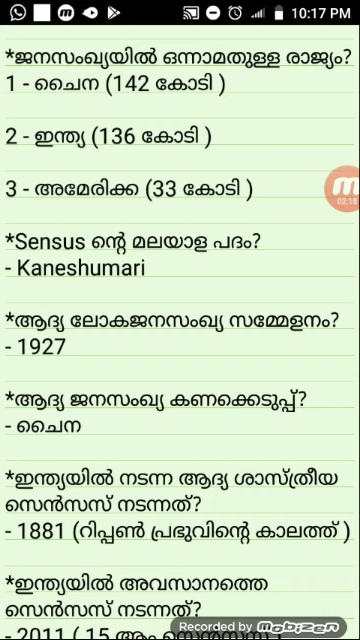 10:17 PM
*ജനസംഖ്യയിൽ ഒന്നാമതുള്ള രാജ്യം?
1 - ചൈന (142 കോടി )
2 - ഇന്ത്യ (136 കോടി )
3 - അമേരിക്ക (33 കോടി )
02:16
*Sensus ന്റെ മലയാള പദം?
- Kaneshumari
*ആദ്യ ലോകജനസംഖ്യ സമ്മേളനം?
- 1927
*ആദ്യ ജനസംഖ്യ കണക്കെടുപ്പ്?
- ചൈന
*ഇന്ത്യയിൽ നടന്ന ആദ്യ ശാസ്ത്രീയ
സെൻസസ് നടന്നത്?
- 1881 (റിപ്പൺ പ്രഭുവിന്റെ കാലത്ത് )
*ഇന്ത്യയിൽ അവസാനത്തെ
സെൻസസ് നടന്നത്?
Recorded by Mobizen
- 2011 ( 15 ആം